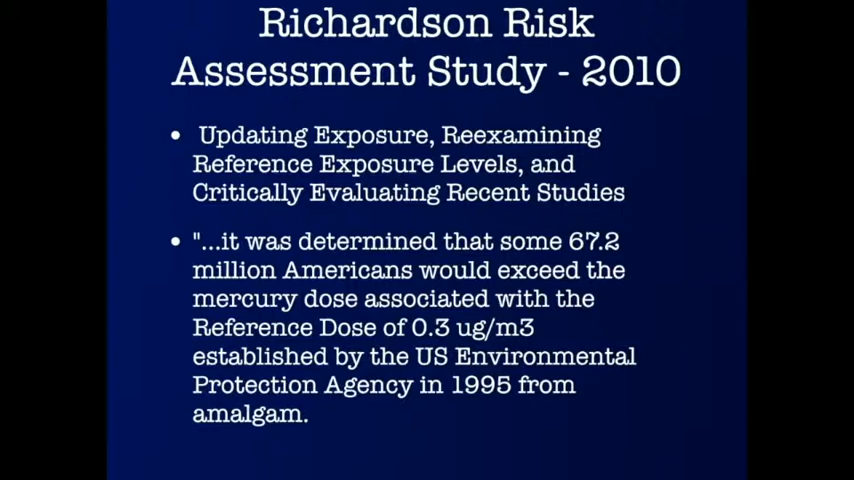 Richardson Risk
Assessment Study - 2010
• Updating Exposure, Reexamining
Reference Exposure Levels, and
Critically Evaluating Recent Studies
• "...it was determined that some 67.2
million Americans would exceed the
mercury dose associated with the
Reference Dose of 0.3 ug/m3
established by the US Environmental
Protection Agency in 1995 from
amalgam.